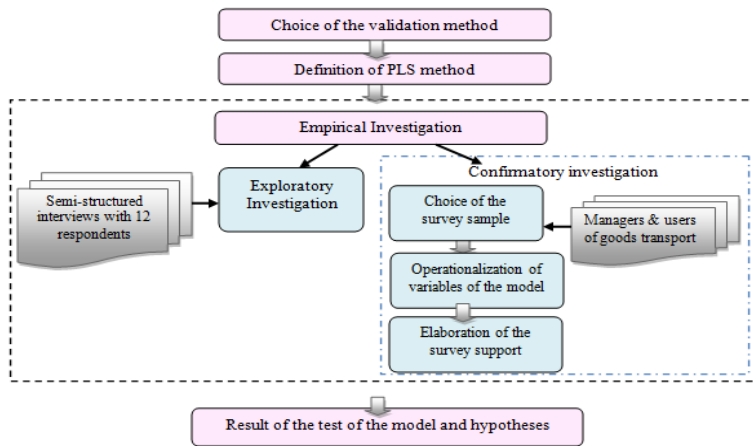 Choice of the validation method
Definition of PLS method
Empirical Investigation
Semi-structured
interviews with 12
respondents
Exploratory
Investigation
Confirmatory investigation
Choice of the
survey sample
Managers & users
of goods transport
Operationalization of
variables of the model
Elaboration of the
survey support
Result of the test of the model and hypotheses